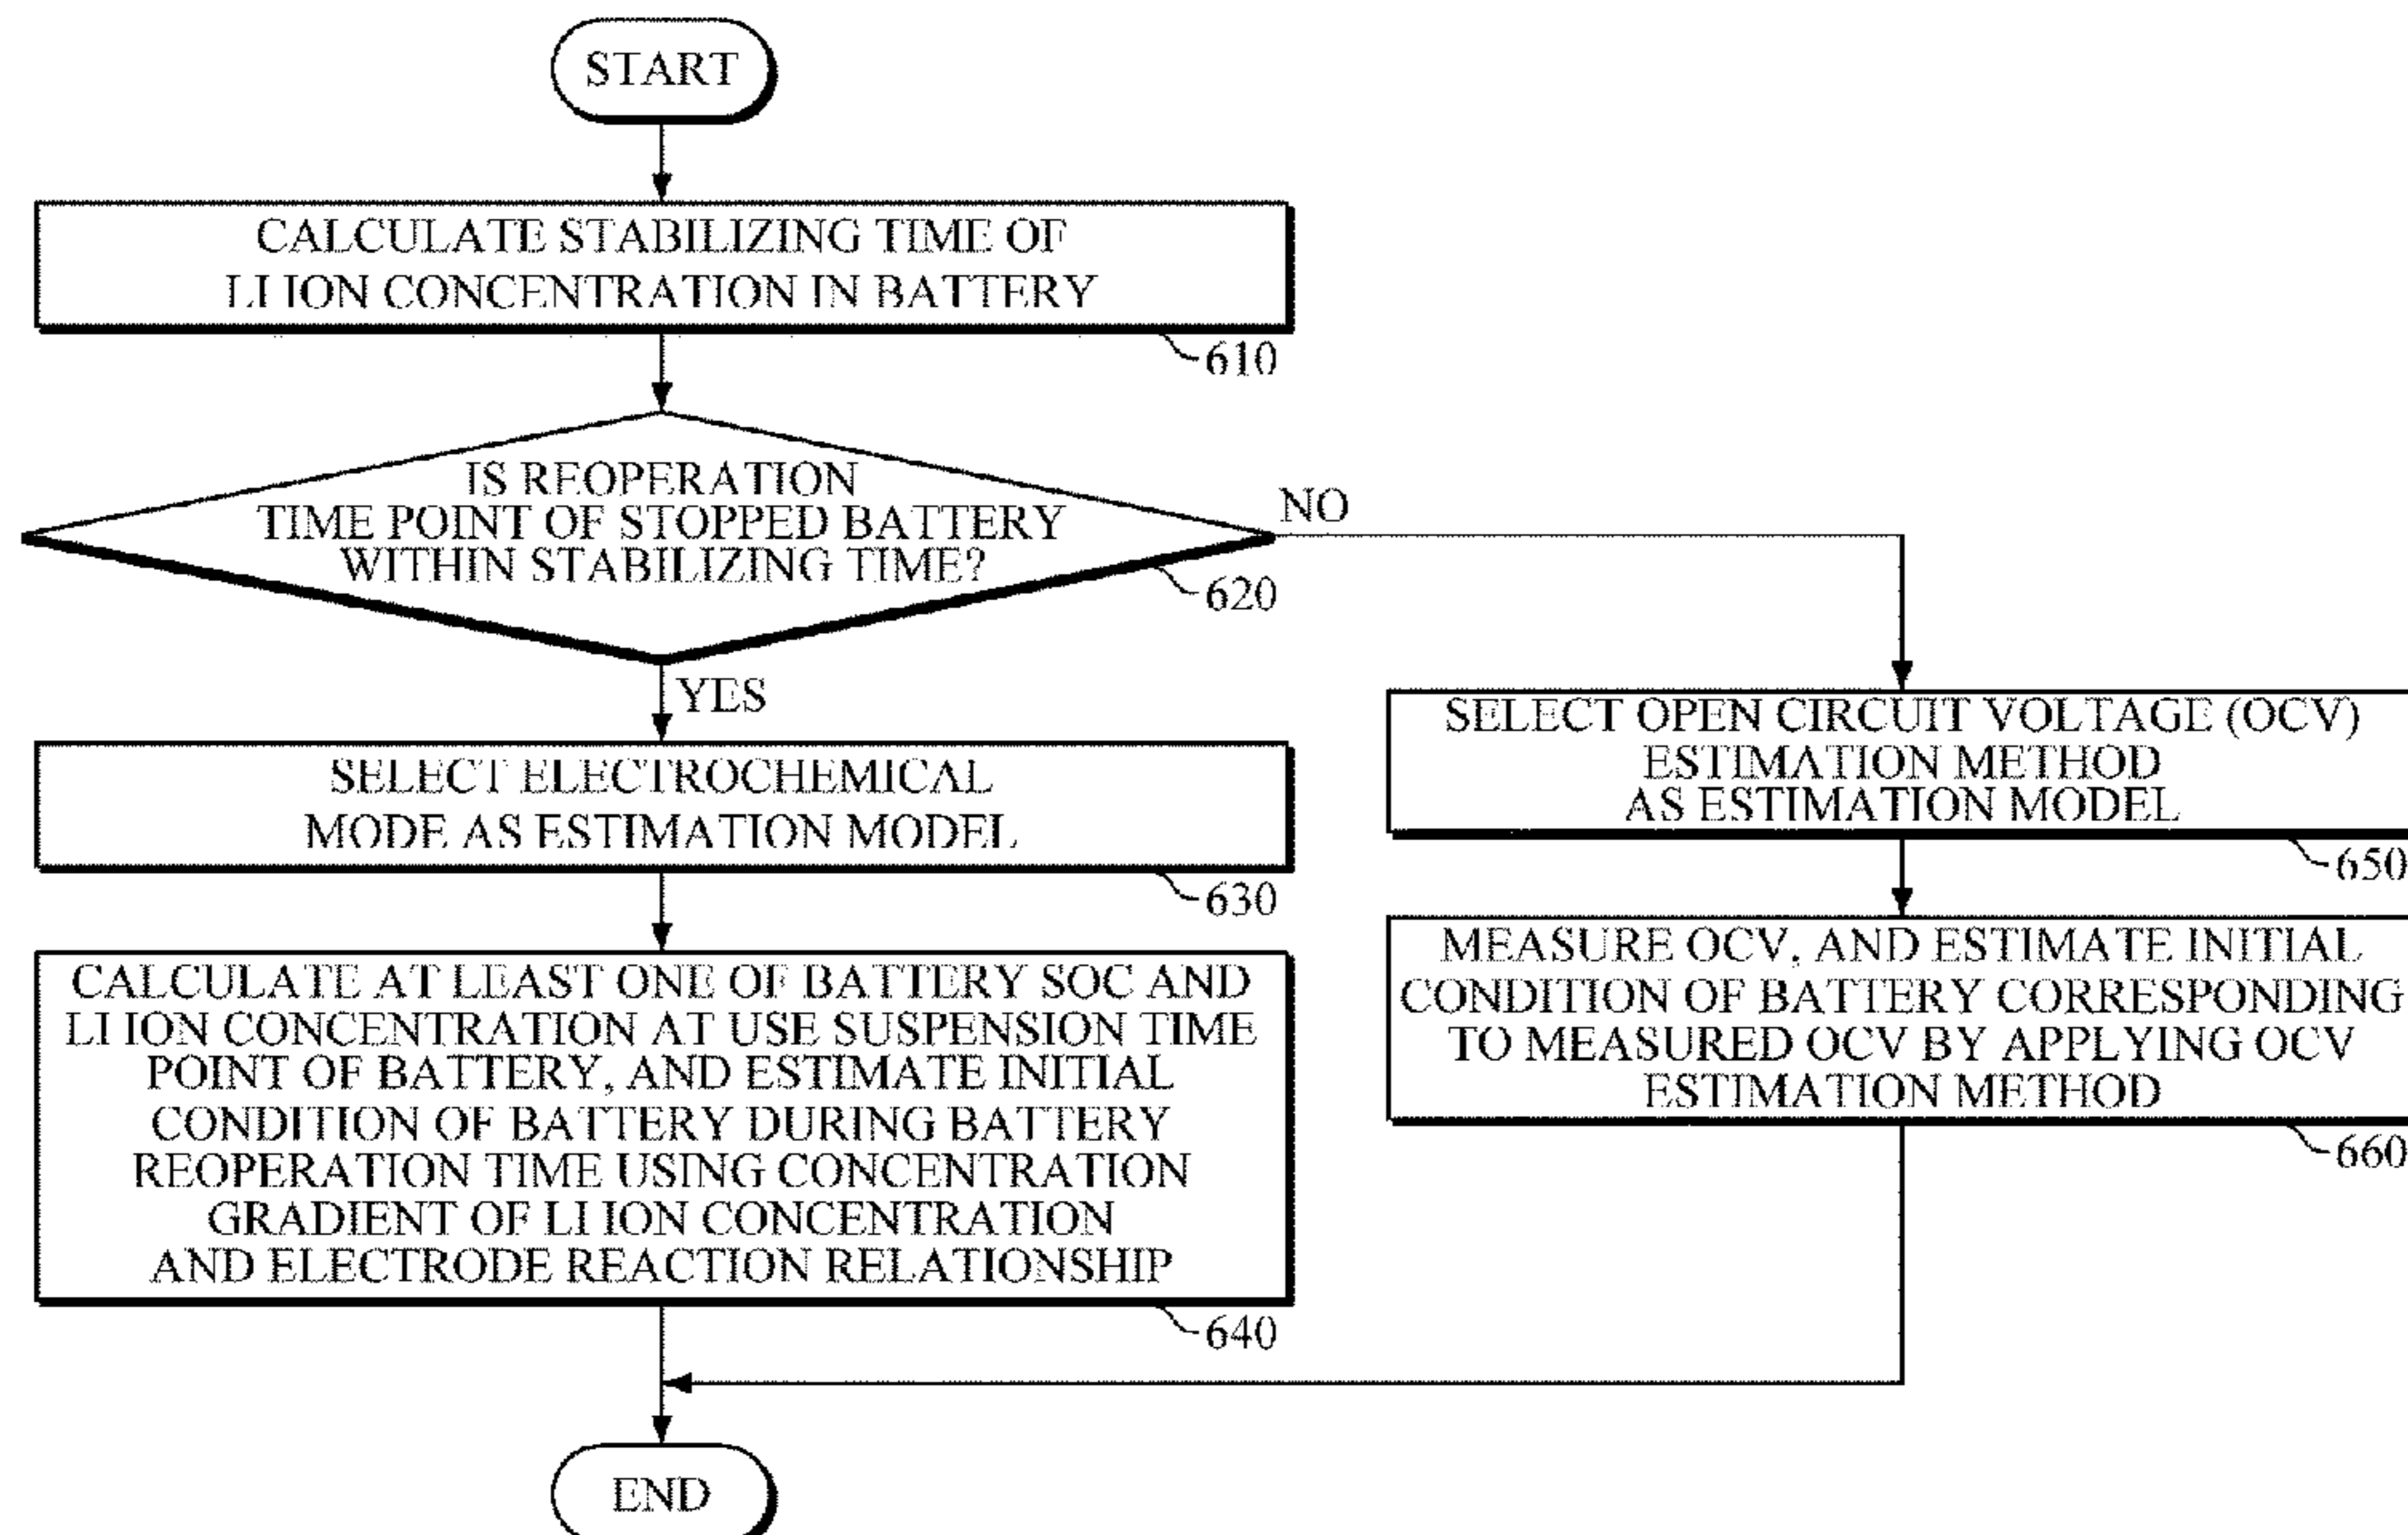 START
CALCULATE STABILIZING TIME OF
LI ION CONCENTRATION IN BATTERY
610
IS REOPERATION
TIME POINT OF STOPPED BATTERY
WITHIN STABILIZING TIME?
620
NO
YES
SELECT ELECTROCHEMICAL
MODE AS ESTIMATION MODEL
630
CALCULATE AT LEAST ONE OF BATTERY SOC AND
LI ION CONCENTRATION AT USE SUSPENSION TIME
POINT OF BATTERY, AND ESTIMATE INITIAL
CONDITION OF BATTERY DURING BATTERY
REOPERATION TIME USING CONCENTRATION
GRADIENT OF LI ION CONCENTRATION
AND ELECTRODE REACTION RELATIONSHIP
640
SELECT OPEN CIRCUIT VOLTAGE (OCV)
ESTIMATION METHOD
AS ESTIMATION MODEL
650
MEASURE OCV, AND ESTIMATE INITIAL
CONDITION OF BATTERY CORRESPONDING
TO MEASURED OCV BY APPLYING OCV
ESTIMATION METHOD
660
END